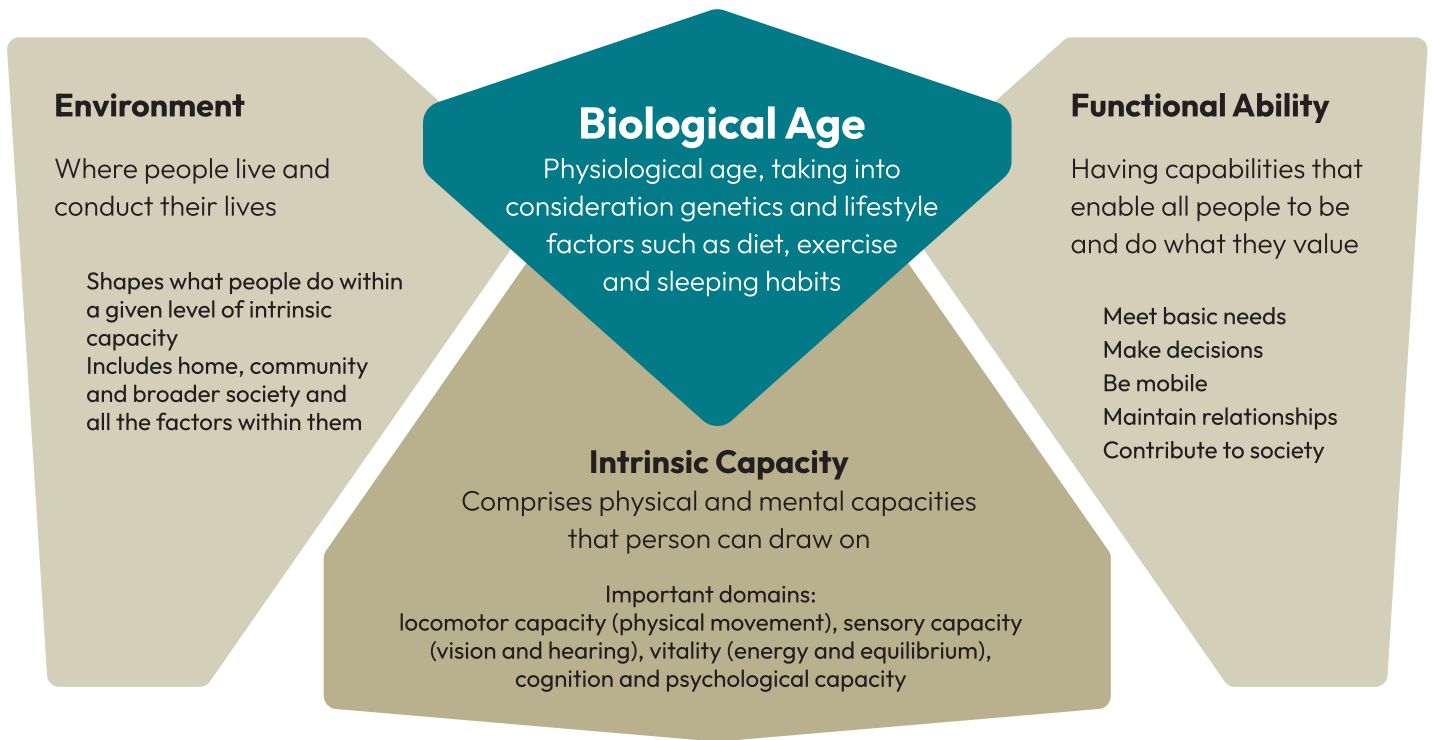 Environment
Where people live and
conduct their lives
Shapes what people do within
a given level of intrinsic
capacity
Includes home, community
and broader society and
all the factors within them
Biological Age
Physiological age, taking into
consideration genetics and lifestyle
factors such as diet, exercise
and sleeping habits
Functional Ability
Having capabilities that
enable all people to be
and do what they value
Meet basic needs
Make decisions
Be mobile
Maintain relationships
Contribute to society
Intrinsic Capacity
Comprises physical and mental capacities
that person can draw on
Important domains:
locomotor capacity (physical movement), sensory capacity
(vision and hearing), vitality (energy and equilibrium),
cognition and psychological capacity